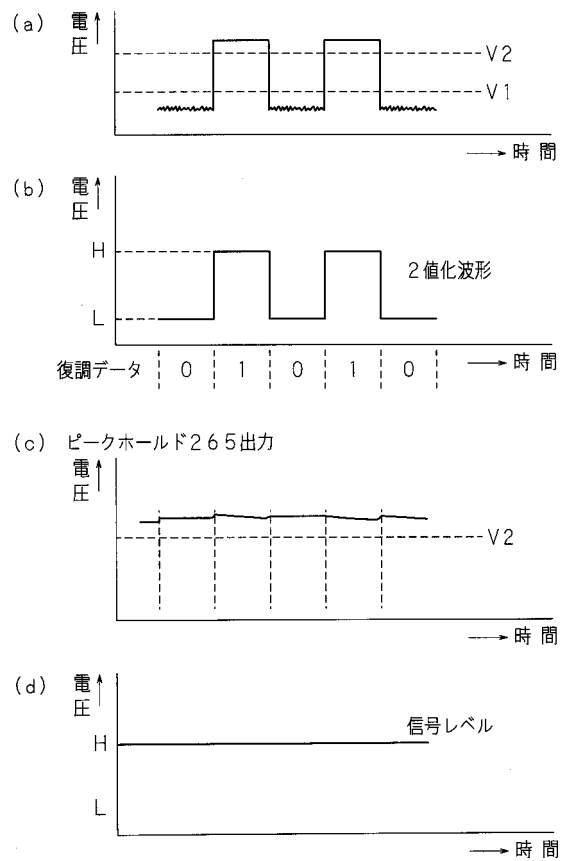 (a) 電圧
V2
V1
時間
(b) 電圧
H
2値化波形
L
時間
復調データ 0 1 0 1 0
(c) ピークホールド265出力
電圧
V2
時間
(d) 電圧
信号レベル
H
L
時間